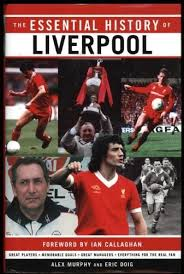 THE
ESSENTIAL HISTORY
OF
LIVERPOOL
FOREWORD BY IAN CALLAGHAN
GREAT PLAYERS • MEMORABLE GOALS • GREAT MANAGERS • EVERYTHING FOR THE REAL FAN
ALEX MURPHY AND ERIC DOIG